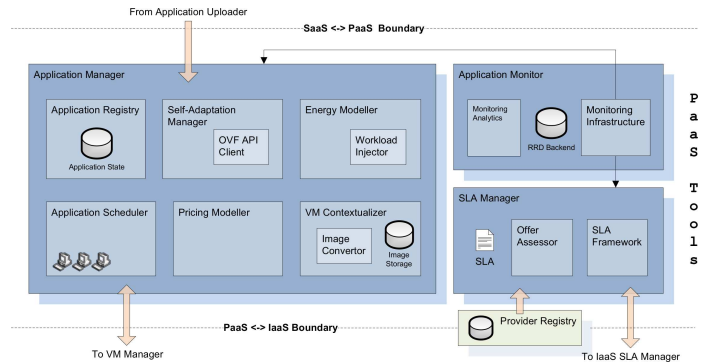 From Application Uploader
SaaS <-> PaaS Boundary
Application Manager
Application Registry
Application State
Self-Adaptation
Manager
OVF API
Client
Energy Modeller
Workload
Injector
Application Scheduler
Pricing Modeller
VM Contextualizer
Image
Convertor
Image
Storage
Application Monitor
Monitoring
Analytics
RRD Backend
Monitoring
Infrastructure
SLA Manager
SLA
Offer
Assessor
SLA
Framework
PaaS Tools
PaaS <-> IaaS Boundary
Provider Registry
To VM Manager
To IaaS SLA Manager